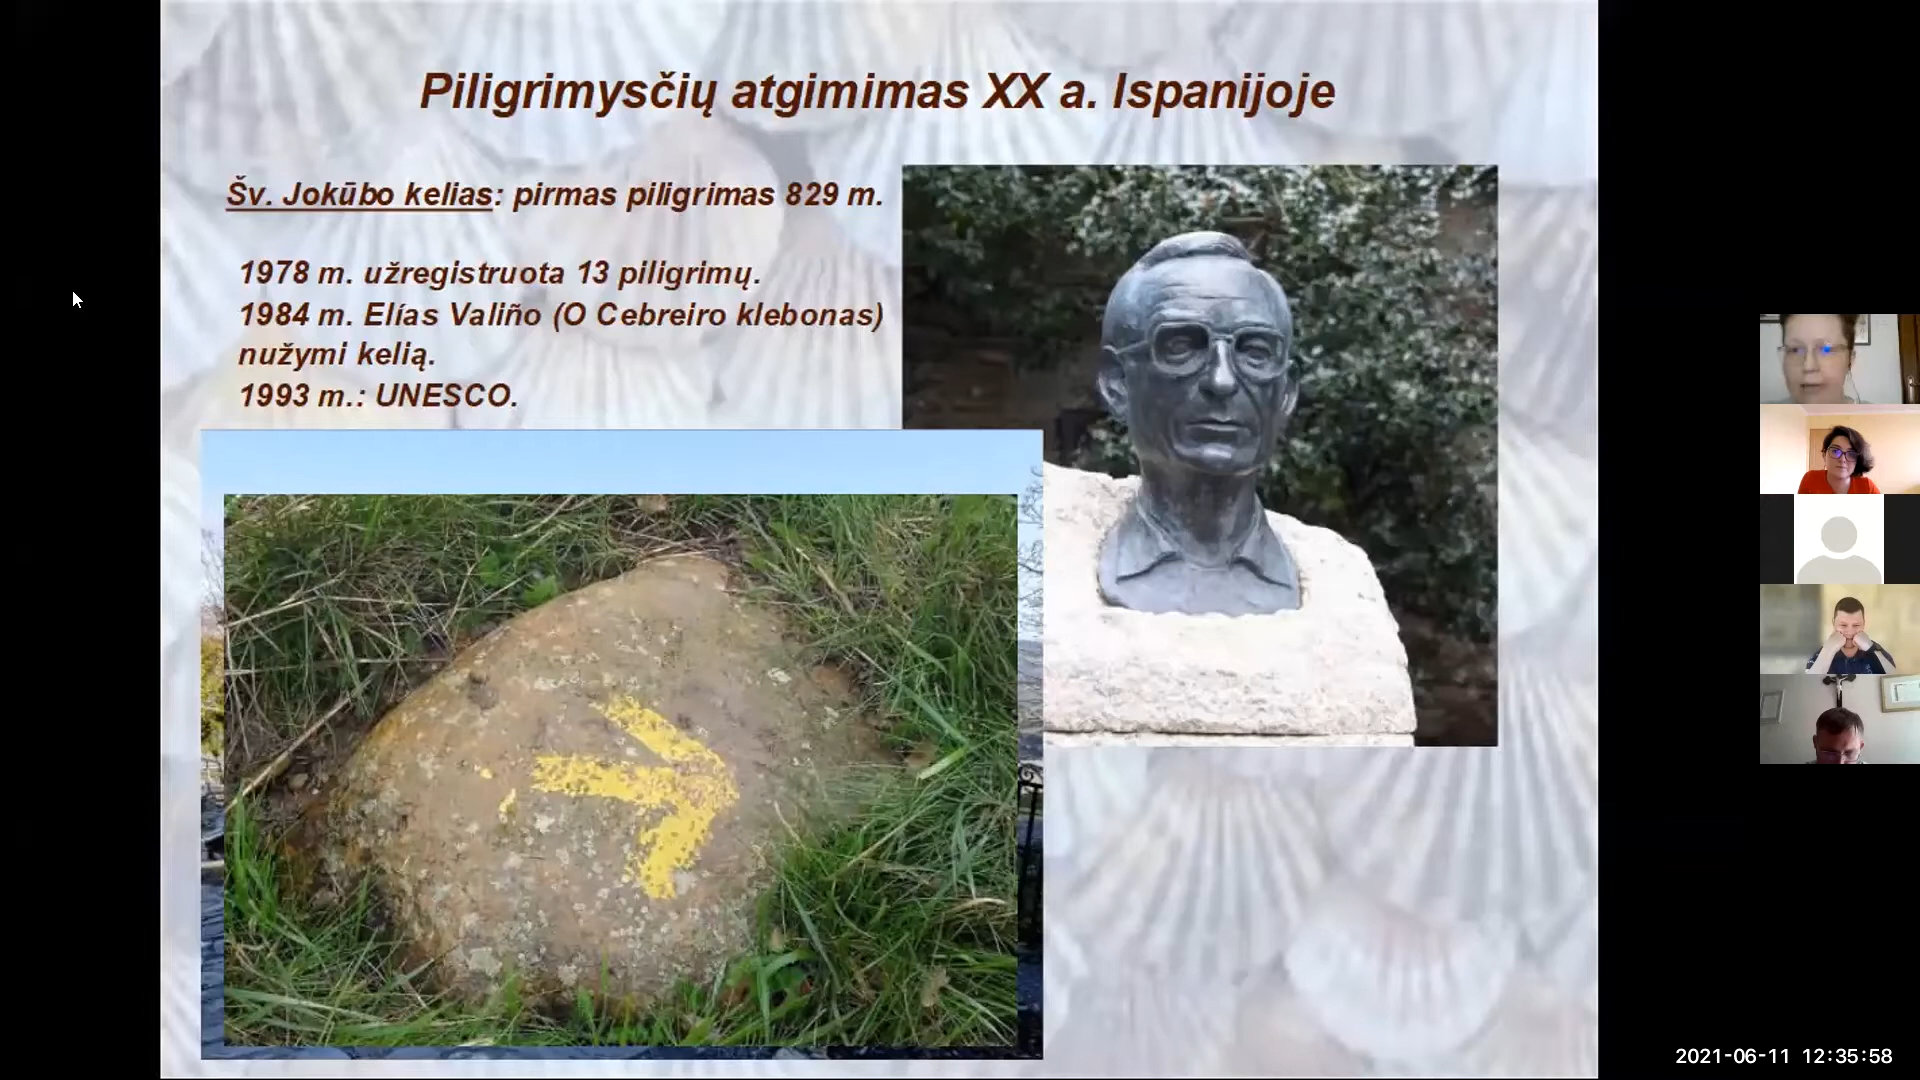 Piligrimysčių atgimimas XX a. Ispanijoje
Šv. Jokūbo kelias: pirmas piligrimas 829 m.
1978 m. užregistruota 13 piligrimų.
1984 m. Elías Valiño (O Cebreiro klebonas)
nužymi kelią.
1993 m.: UNESCO.
2021-06-11 12:35:58